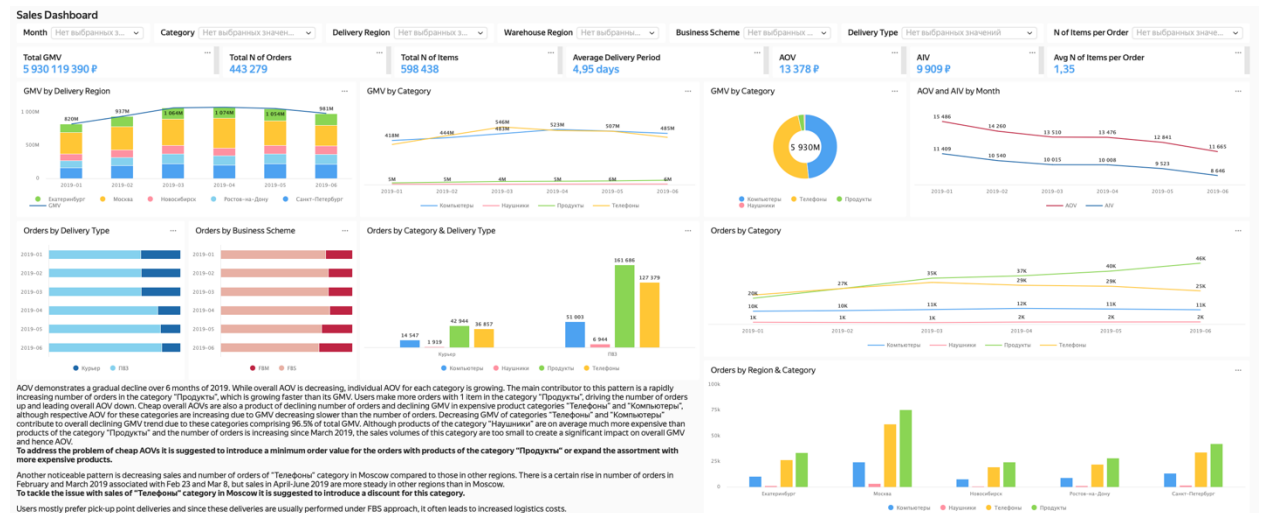 Sales Dashboard
Month Нет выбранных з...
Category Нет выбранных значен...
Delivery Region Нет выбранных з...
Warehouse Region Нет выбранны...
Business Scheme Нет выбранных з...
Delivery Type Нет выбранных значений
N of Items per Order Нет выбранных значе...
Total GMV
5 930 119 390 ₽
Total N of Orders
443 279
Total N of Items
598 438
Average Delivery Period
4,95 days
AOV
13 378 ₽
AIV
9 909 ₽
Avg N of Items per Order
1,35
GMV by Delivery Region
1 000M
500M
0
820M
937M
1 064M
1 074M
1 054M
981M
2019-01 2019-02 2019-03 2019-04 2019-05 2019-06
Екатеринбург Москва Новосибирск Ростов-на-Дону Санкт-Петербург
GMV
GMV by Category
418M 444M 546M 523M 507M 485M
483M
3M 5M 4M 5M 6M 6M
2019-01 2019-02 2019-03 2019-04 2019-05 2019-06
Компьютеры Наушники Продукты Телефоны
GMV by Category
5 930M
Компьютеры Телефоны Продукты
Наушники
AOV and AIV by Month
15 486 14 260 13 510 13 476 12 841 11 665
11 409 10 540 10 015 10 008 9 523 8 646
2019-01 2019-02 2019-03 2019-04 2019-05 2019-06
AOV AIV
Orders by Delivery Type
2019-01
2019-02
2019-03
2019-04
2019-05
2019-06
Курьер ПВЗ
Orders by Business Scheme
2019-01
2019-02
2019-03
2019-04
2019-05
2019-06
FBM FBS
Orders by Category & Delivery Type
14 547 1 919 42 944 36 857
51 003 6 944 161 686 127 379
Курьер ПВЗ
Компьютеры Наушники Продукты Телефоны
Orders by Category
20K 27K 35K 37K 40K 46K
29K 29K 25K
10K 10K 11K 12K 11K 11K
1K 1K 1K 2K 2K 2K
2019-01 2019-02 2019-03 2019-04 2019-05 2019-06
Компьютеры Наушники Продукты Телефоны
AOV demonstrates a gradual decline over 6 months of 2019. While overall AOV is decreasing, individual AOV for each category is growing. The main contributor to this pattern is a rapidly
increasing number of orders in the category "Продукты", which is growing faster than its GMV. Users make more orders with 1 item in the category "Продукты", driving the number of orders
up and leading overall AOV down. Cheap overall AOVs are also a product of declining number of orders and declining GMV in expensive product categories "Телефоны" and "Компьютеры",
although respective AOV for these categories are increasing due to GMV decreasing slower than the number of orders. Decreasing GMV of categories "Телефоны" and "Компьютеры"
contribute to overall declining GMV trend due to these categories comprising 96.5% of total GMV. Although products of the category "Наушники" are on average much more expensive than
products of the category "Продукты" and the number of orders is increasing since March 2019, the sales volumes of this category are too small to create a significant impact on overall GMV
and hence AOV.
To address the problem of cheap AOVs it is suggested to introduce a minimum order value for the orders with products of the category "Продукты" or expand the assortment with
more expensive products.
Another noticeable pattern is decreasing sales and number of orders of "Телефоны" category in Moscow compared to those in other regions. There is a certain rise in number of orders in
February and March 2019 associated with Feb 23 and Mar 8, but sales in April-June 2019 are more steady in other regions than in Moscow.
To tackle the issue with sales of "Телефоны" category in Moscow it is suggested to introduce a discount for this category.
Users mostly prefer pick-up point deliveries and since these deliveries are usually performed under FBS approach, it often leads to increased logistics costs.
Orders by Region & Category
100k
50k
25k
0
Екатеринбург Москва Новосибирск Ростов-на-Дону Санкт-Петербург
Компьютеры Наушники Телефоны Продукты